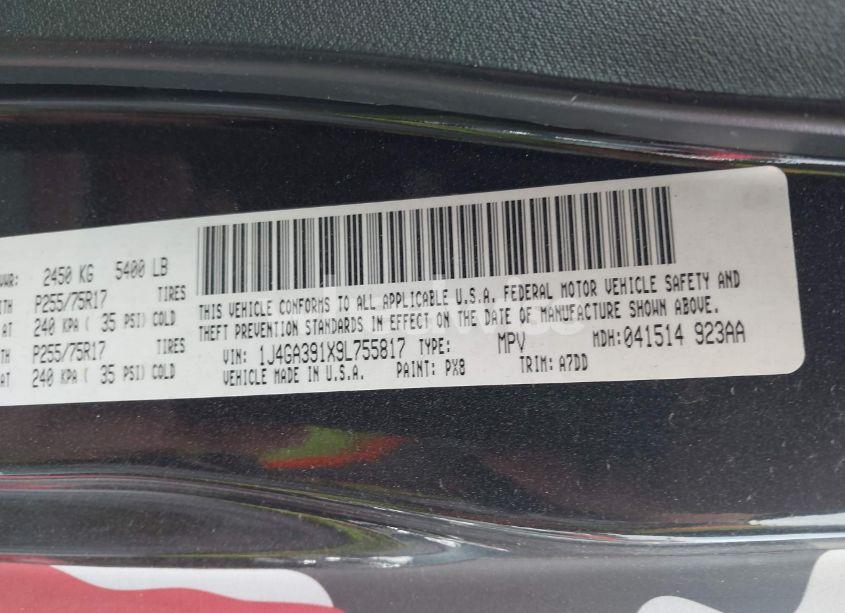 VWR: 2450 KG 5400 LB
TH P255/75R17 TIRES
AT 240 KPA ( 35 PSI) COLD
P255/75R17 TIRES
AT 240 KPA ( 35 PSI) COLD
THIS VEHICLE CONFORMS TO ALL APPLICABLE U.S.A. FEDERAL MOTOR VEHICLE SAFETY AND
THEFT PREVENTION STANDARDS IN EFFECT ON THE DATE OF MANUFACTURE SHOWN ABOVE.
VIN: 1J4GA391X9L755817 TYPE: MPV MDH:041514 923AA
VEHICLE MADE IN U.S.A. PAINT: PX8 TRIM: A7DD